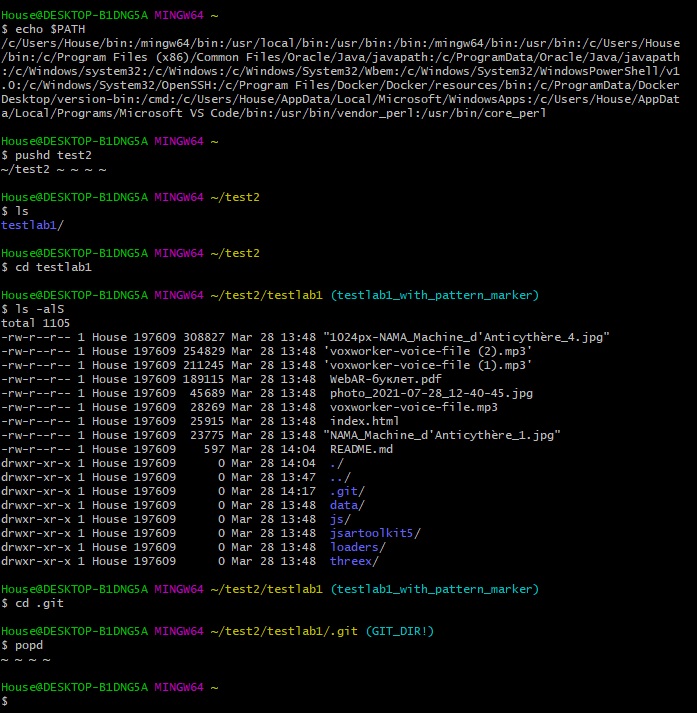 House@DESKTOP-B1DNG5A MINGW64 ~
$ echo $PATH
/c/Users/House/bin:/mingw64/bin:/usr/local/bin:/usr/bin:/bin:/mingw64/bin:/usr/bin:/c/Users/House
/bin:/c/Program Files (x86)/Common Files/Oracle/Java/javapath:/c/ProgramData/Oracle/Java/javapath
:/c/Windows/system32:/c/Windows:/c/Windows/System32/Wbem:/c/Windows/System32/WindowsPowerShell/v1
.0:/c/Windows/System32/OpenSSH:/c/Program Files/Docker/Docker/resources/bin:/c/ProgramData/Docker
Desktop/version-bin:/cmd:/c/Users/House/AppData/Local/Microsoft/WindowsApps:/c/Users/House/AppDat
a/Local/Programs/Microsoft VS Code/bin:/usr/bin/vendor_perl:/usr/bin/core_perl
House@DESKTOP-B1DNG5A MINGW64 ~
$ pushd test2
~/test2 ~ ~ ~ ~
House@DESKTOP-B1DNG5A MINGW64 ~/test2
$ ls
testlab1/
House@DESKTOP-B1DNG5A MINGW64 ~/test2
$ cd testlab1
House@DESKTOP-B1DNG5A MINGW64 ~/test2/testlab1 (testlab1_with_pattern_marker)
$ ls -alS
total 1105
-rw-r--r-- 1 House 197609 308827 Mar 28 13:48 "1024px-NAMA_Machine_d'Anticythère_4.jpg"
-rw-r--r-- 1 House 197609 254829 Mar 28 13:48 'voxworker-voice-file (2).mp3'
-rw-r--r-- 1 House 197609 211245 Mar 28 13:48 'voxworker-voice-file (1).mp3'
-rw-r--r-- 1 House 197609 189115 Mar 28 13:48 WebAR-буклет.pdf
-rw-r--r-- 1 House 197609 45689 Mar 28 13:48 photo_2021-07-28_12-40-45.jpg
-rw-r--r-- 1 House 197609 28269 Mar 28 13:48 voxworker-voice-file.mp3
-rw-r--r-- 1 House 197609 25915 Mar 28 13:48 index.html
-rw-r--r-- 1 House 197609 23775 Mar 28 13:48 "NAMA_Machine_d'Anticythère_1.jpg"
-rw-r--r-- 1 House 197609 597 Mar 28 14:04 README.md
drwxr-xr-x 1 House 197609 0 Mar 28 14:04 ./
drwxr-xr-x 1 House 197609 0 Mar 28 13:47 ../
drwxr-xr-x 1 House 197609 0 Mar 28 14:17 .git/
drwxr-xr-x 1 House 197609 0 Mar 28 13:48 data/
drwxr-xr-x 1 House 197609 0 Mar 28 13:48 js/
drwxr-xr-x 1 House 197609 0 Mar 28 13:48 jsartoolkit5/
drwxr-xr-x 1 House 197609 0 Mar 28 13:48 loaders/
drwxr-xr-x 1 House 197609 0 Mar 28 13:48 threex/
House@DESKTOP-B1DNG5A MINGW64 ~/test2/testlab1 (testlab1_with_pattern_marker)
$ cd .git
House@DESKTOP-B1DNG5A MINGW64 ~/test2/testlab1/.git (GIT_DIR!)
$ popd
~ ~ ~ ~
House@DESKTOP-B1DNG5A MINGW64 ~
$